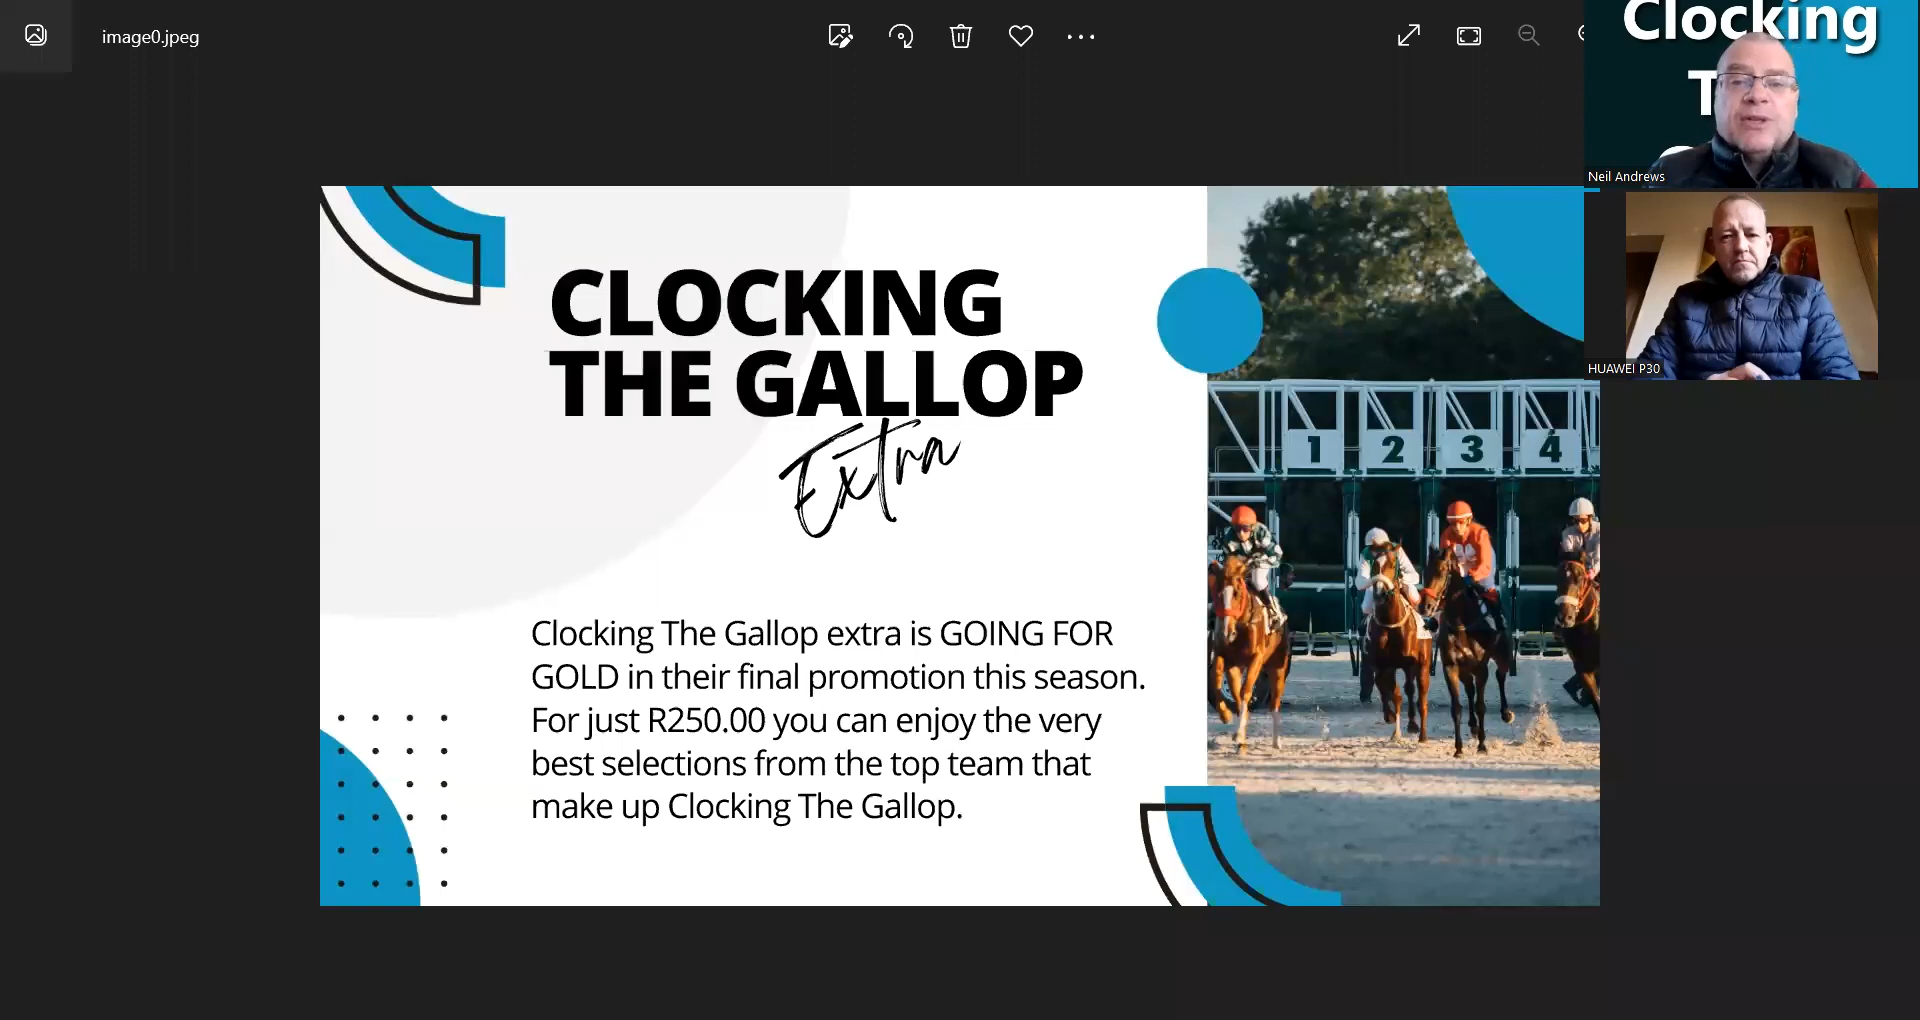 image0.jpeg
Clocking
T
Neil Andrews
HUAWEI P30
CLOCKING
THE GALLOP
Extra
1 2 3 4
Clocking The Gallop extra is GOING FOR
GOLD in their final promotion this season.
For just R250.00 you can enjoy the very
best selections from the top team that
make up Clocking The Gallop.